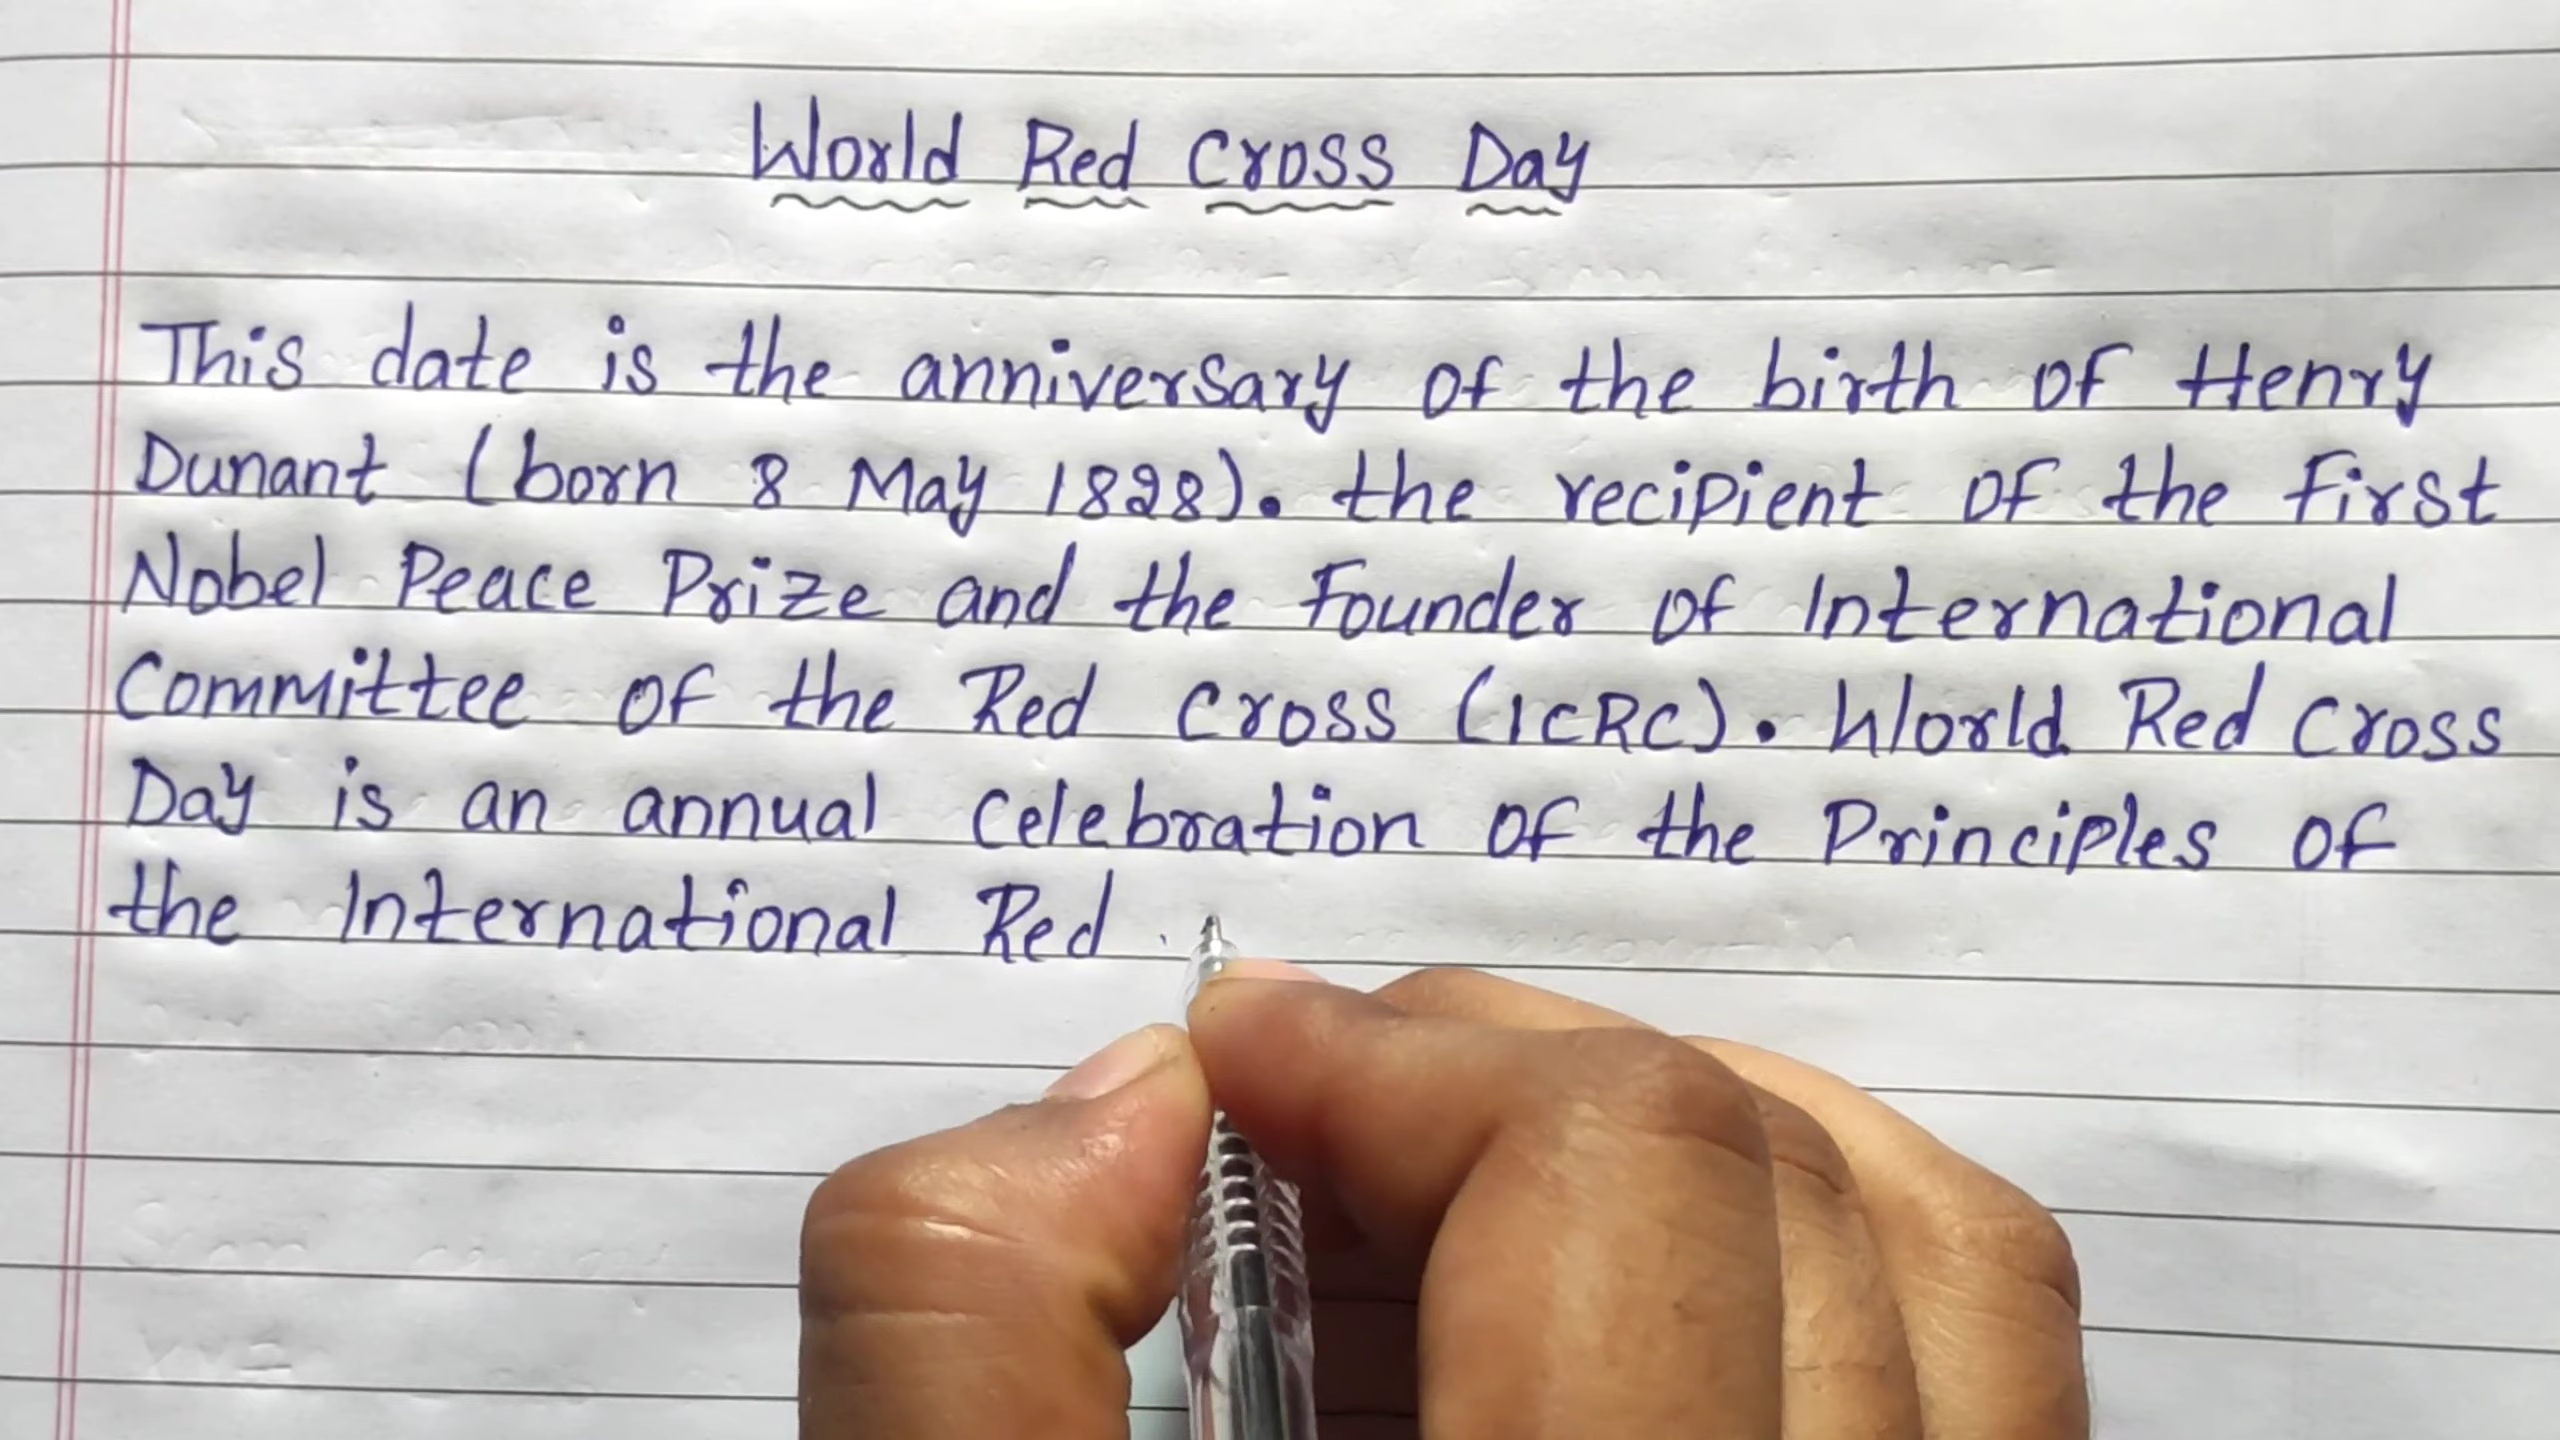 World Red Cross Day
This date is the anniversary of the birth of Henry
Dunant (born 8 May 1828). the recipient of the first
Nobel Peace Prize and the Founder of International
Committee of the Red Cross (ICRC). World Red Cross
Day is an annual celebration of the Principles of
the International Red